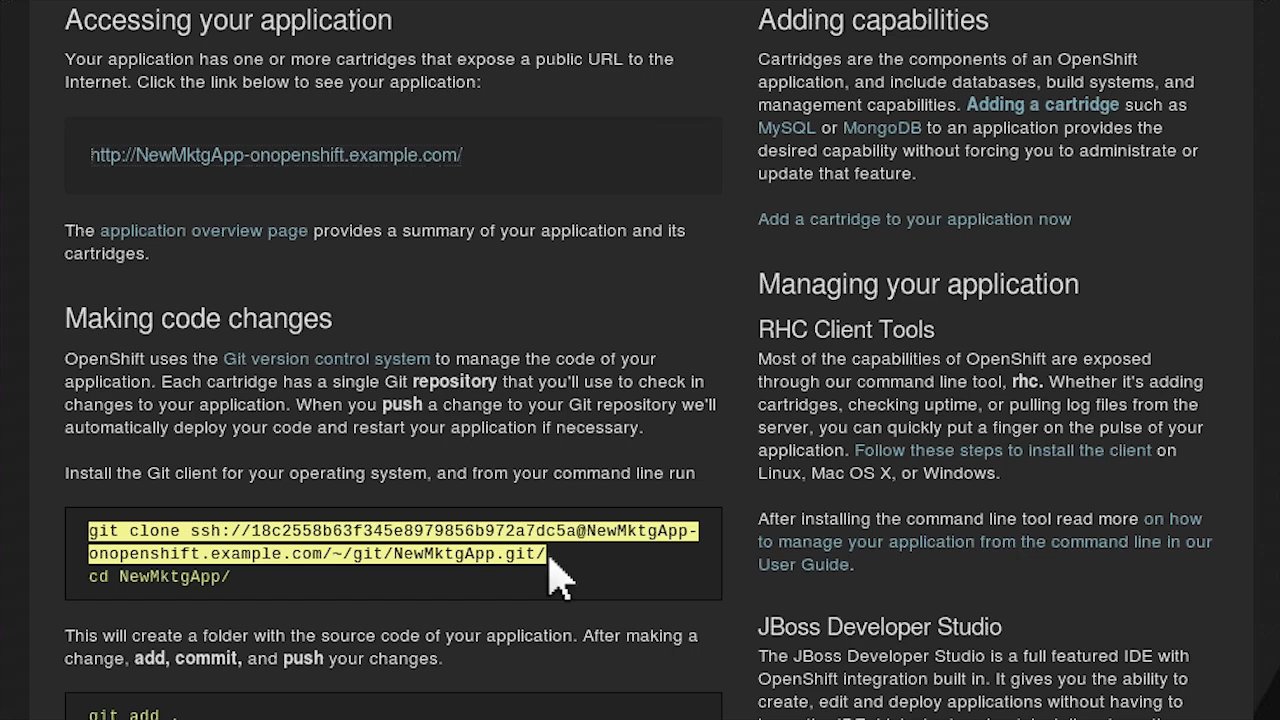 Accessing your application
Your application has one or more cartridges that expose a public URL to the
Internet. Click the link below to see your application:
http://NewMktgApp-onopenshift.example.com/
The application overview page provides a summary of your application and its
cartridges.
Making code changes
OpenShift uses the Git version control system to manage the code of your
application. Each cartridge has a single Git repository that you'll use to check in
changes to your application. When you push a change to your Git repository we'll
automatically deploy your code and restart your application if necessary.
Install the Git client for your operating system, and from your command line run
git clone ssh://18c2558b63f345e8979856b972a7dc5a@NewMktgApp-
onopenshift.example.com/~/git/NewMktgApp.git/
cd NewMktgApp/
This will create a folder with the source code of your application. After making a
change, add, commit, and push your changes.
git add .
Adding capabilities
Cartridges are the components of an OpenShift
application, and include databases, build systems, and
management capabilities. Adding a cartridge such as
MySQL or MongoDB to an application provides the
desired capability without forcing you to administrate or
update that feature.
Add a cartridge to your application now
Managing your application
RHC Client Tools
Most of the capabilities of OpenShift are exposed
through our command line tool, rhc. Whether it's adding
cartridges, checking uptime, or pulling log files from the
server, you can quickly put a finger on the pulse of your
application. Follow these steps to install the client on
Linux, Mac OS X, or Windows.
After installing the command line tool read more on how
to manage your application from the command line in our
User Guide.
JBoss Developer Studio
The JBoss Developer Studio is a full featured IDE with
OpenShift integration built in. It gives you the ability to
create, edit and deploy applications without having to